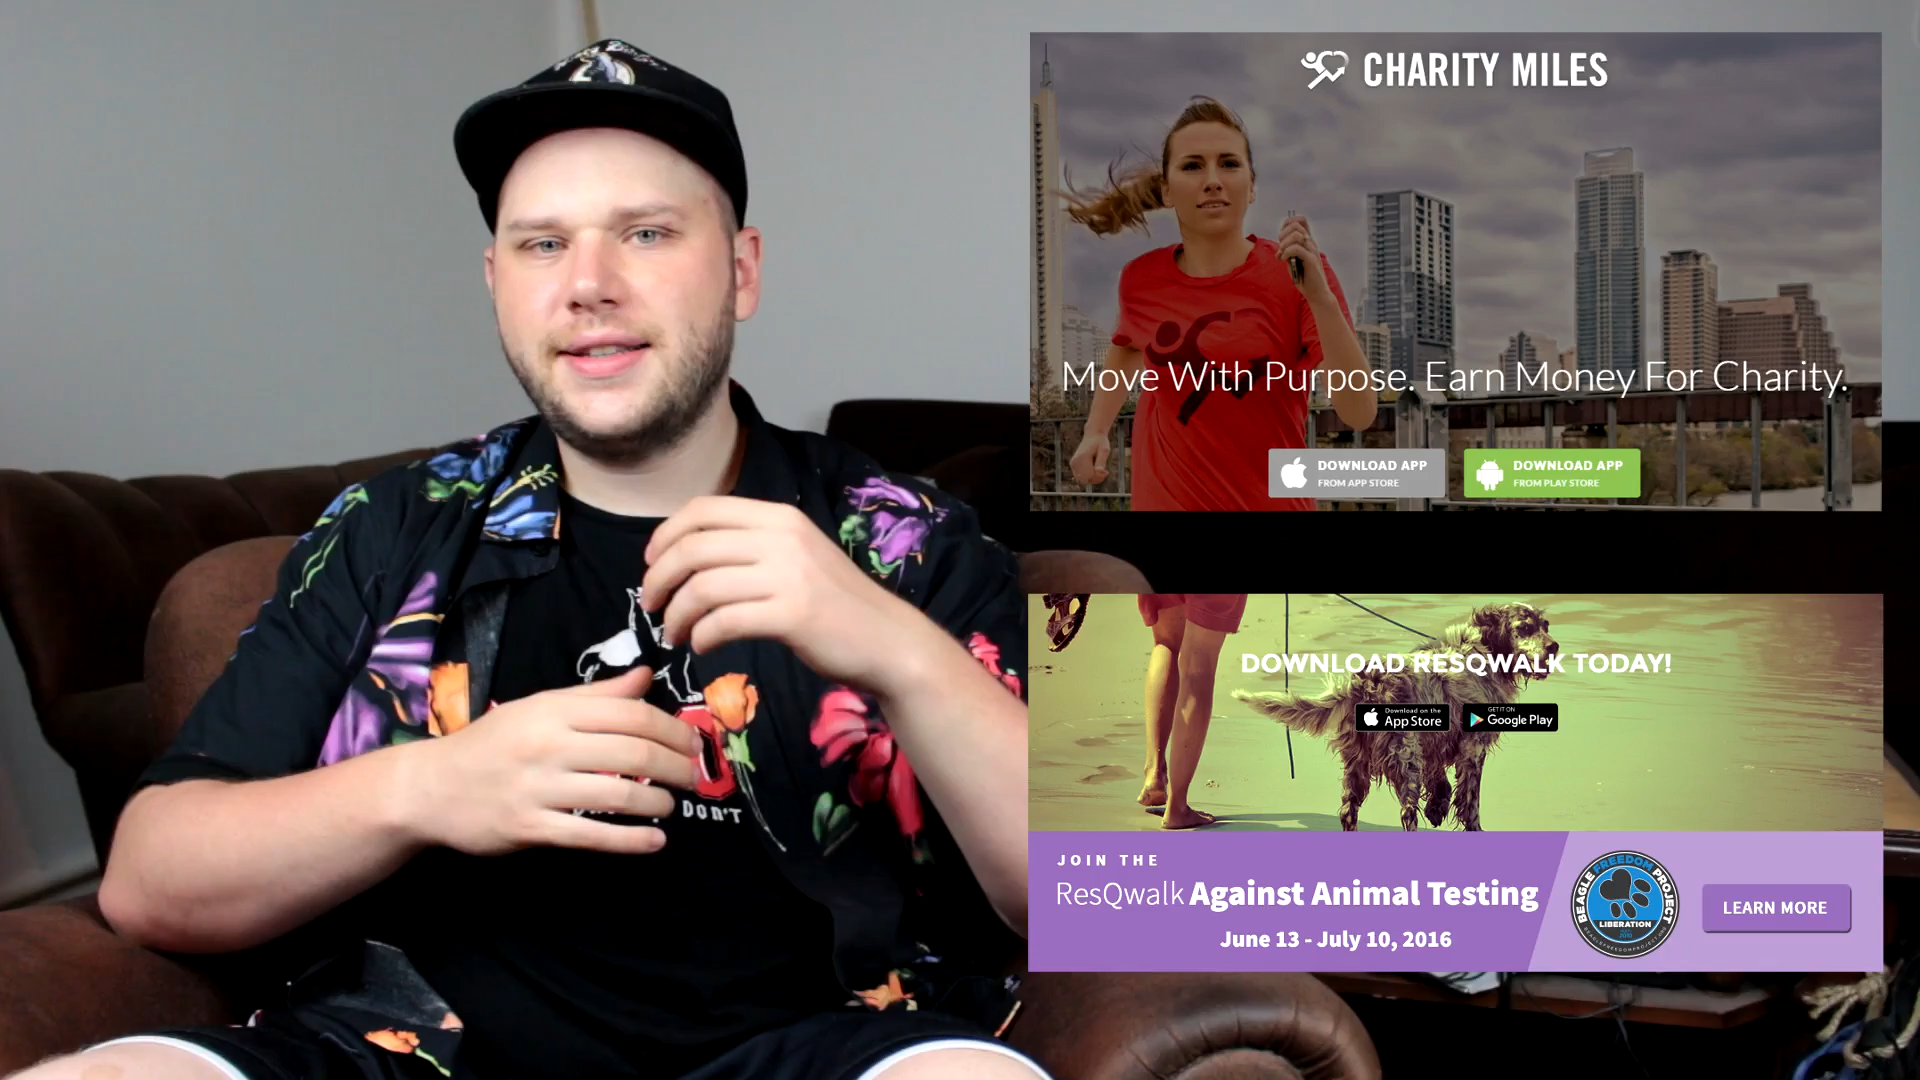 CHARITY MILES
Move With Purpose. Earn Money For Charity.
DOWNLOAD APP
FROM APP STORE
DOWNLOAD APP
FROM PLAY STORE
DOWNLOAD RESQWALK TODAY!
Download on the
App Store
GET IT ON
Google Play
JOIN THE
ResQwalk Against Animal Testing
June 13 - July 10, 2016
BEAGLE FREEDOM PROJECT
LIBERATION
LEARN MORE
DON'T